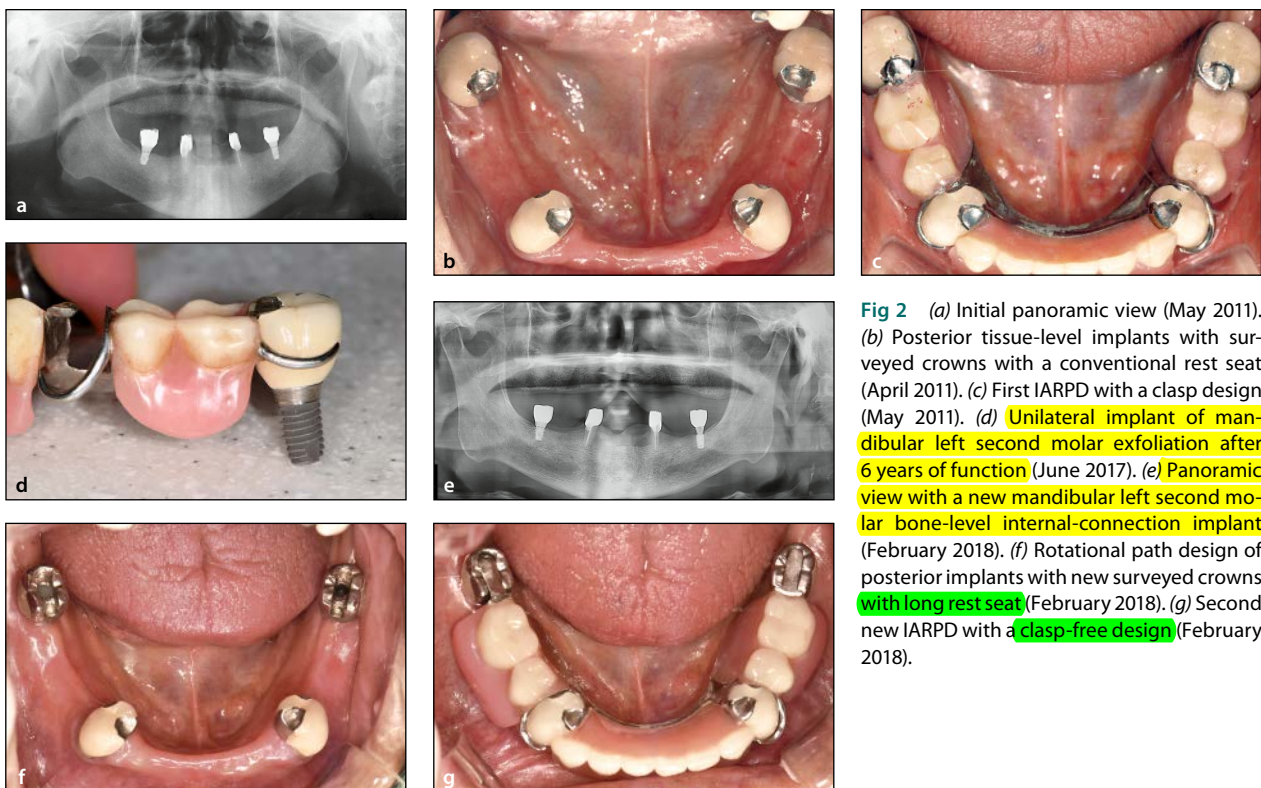 a
b
c
d
e
f
g
Fig 2 (a) Initial panoramic view (May 2011).
(b) Posterior tissue-level implants with sur-
veyed crowns with a conventional rest seat
(April 2011). (c) First IARPD with a clasp design
(May 2011). (d) Unilateral implant of man-
dibular left second molar exfoliation after
6 years of function (June 2017). (e) Panoramic
view with a new mandibular left second mo-
lar bone-level internal-connection implant
(February 2018). (f) Rotational path design of
posterior implants with new surveyed crowns
with long rest seat (February 2018). (g) Second
new IARPD with a clasp-free design (February
2018).